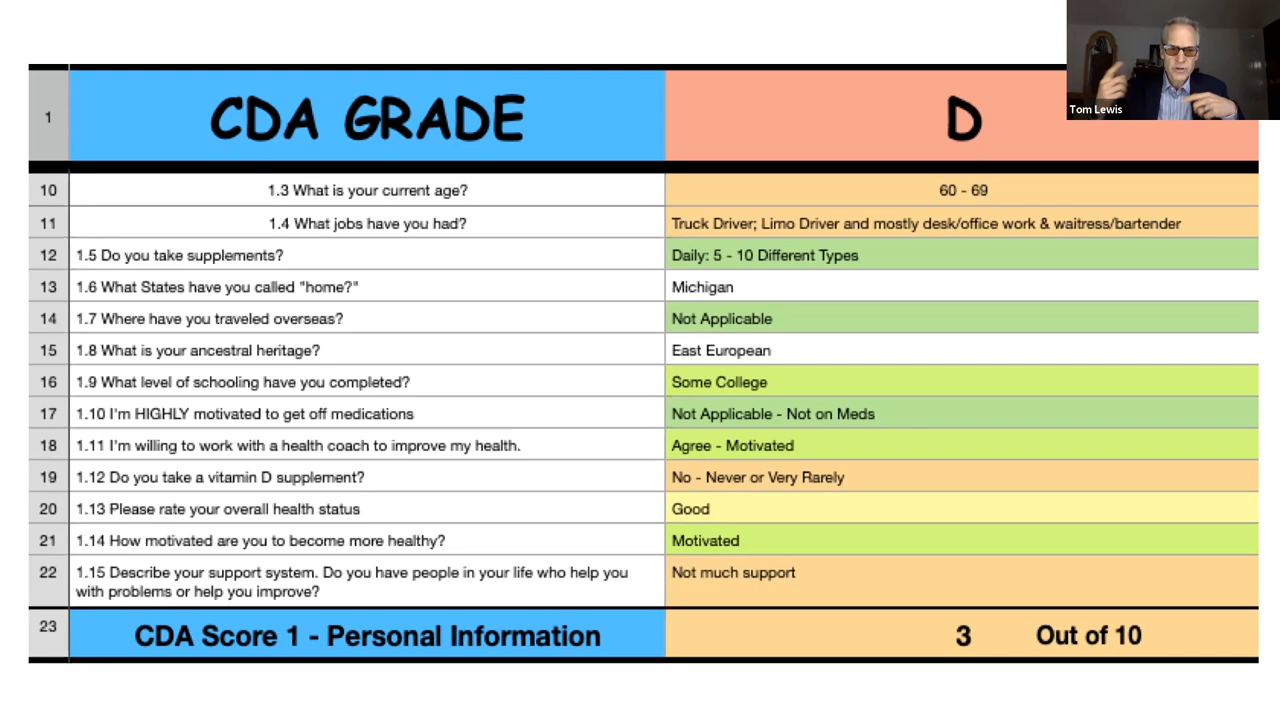 Tom Lewis
1 CDA GRADE D
10 1.3 What is your current age? 60 - 69
11 1.4 What jobs have you had? Truck Driver; Limo Driver and mostly desk/office work & waitress/bartender
12 1.5 Do you take supplements? Daily: 5 - 10 Different Types
13 1.6 What States have you called "home?" Michigan
14 1.7 Where have you traveled overseas? Not Applicable
15 1.8 What is your ancestral heritage? East European
16 1.9 What level of schooling have you completed? Some College
17 1.10 I'm HIGHLY motivated to get off medications Not Applicable - Not on Meds
18 1.11 I'm willing to work with a health coach to improve my health. Agree - Motivated
19 1.12 Do you take a vitamin D supplement? No - Never or Very Rarely
20 1.13 Please rate your overall health status Good
21 1.14 How motivated are you to become more healthy? Motivated
22 1.15 Describe your support system. Do you have people in your life who help you Not much support
with problems or help you improve?
23 CDA Score 1 - Personal Information 3 Out of 10